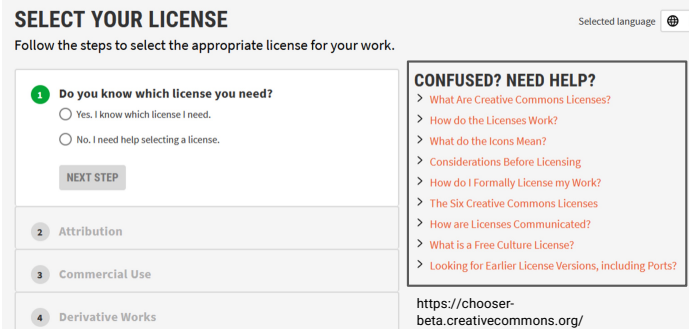 SELECT YOUR LICENSE
Selected language
Follow the steps to select the appropriate license for your work.
1 Do you know which license you need?
Yes. I know which license I need.
No. I need help selecting a license.
NEXT STEP
2 Attribution
3 Commercial Use
4 Derivative Works
CONFUSED? NEED HELP?
> What Are Creative Commons Licenses?
> How do the Licenses Work?
> What do the Icons Mean?
> Considerations Before Licensing
> How do I Formally License my Work?
> The Six Creative Commons Licenses
> How are Licenses Communicated?
> What is a Free Culture License?
> Looking for Earlier License Versions, including Ports?
https://chooser-
beta.creativecommons.org/